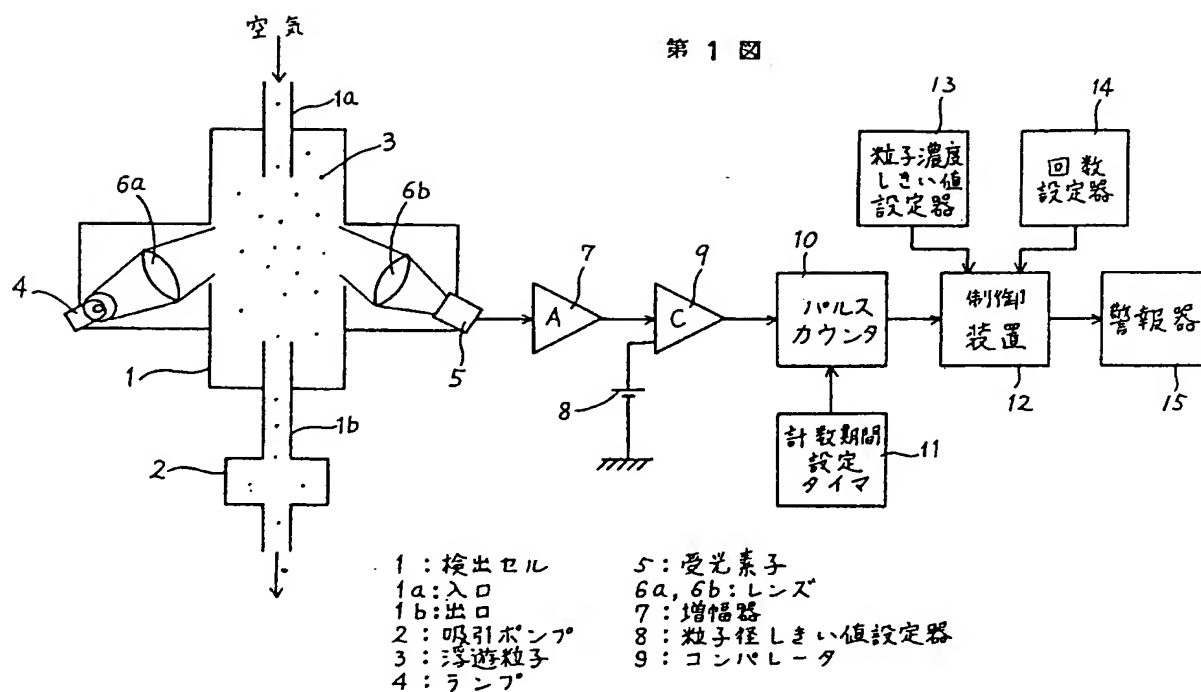 第1図
空気
1a
3
6a
6b
4
5
1
1b
2
7
A
8
9
C
10
パルス
カウンタ
計数期間
設定
タイマ
11
13
粒子濃度
しきい値
設定器
14
回数
設定器
制御
装置
12
警報器
15
1:検出セル
1a:入口
1b:出口
2:吸引ポンプ
3:浮遊粒子
4:ランプ
5:受光素子
6a,6b:レンズ
7:増幅器
8:粒子径しきい値設定器
9:コンパレータ